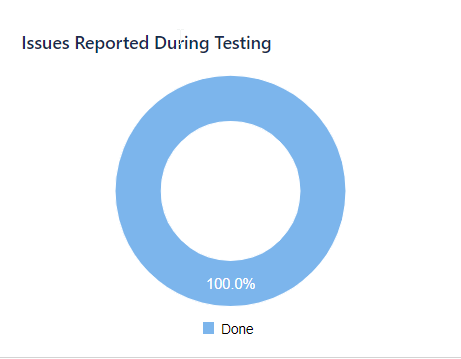 Issues Reported During Testing
100.0%
Done